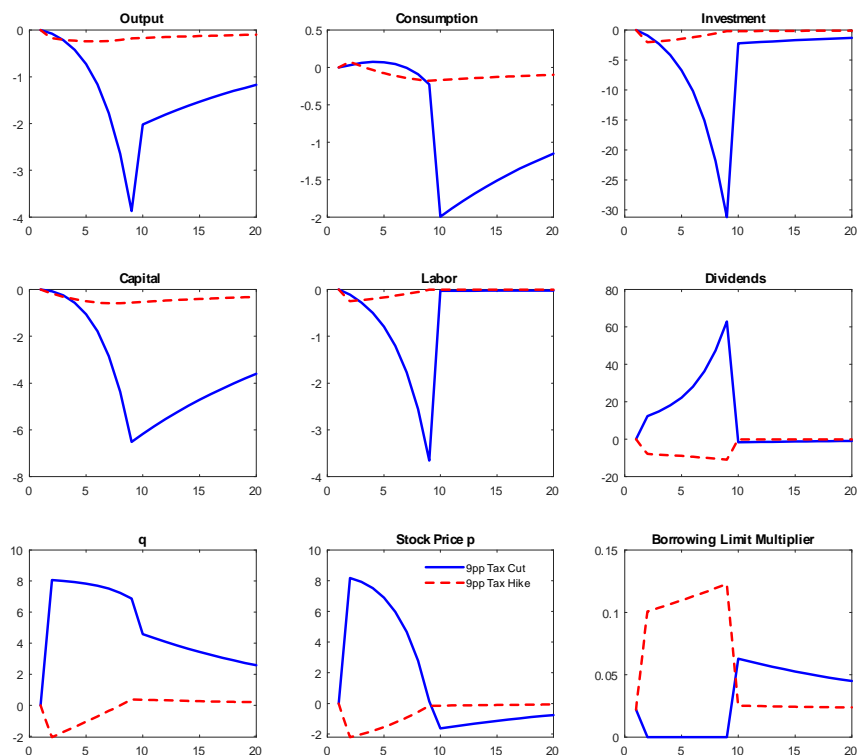 Output
0
-1
-2
-3
-4
0 5 10 15 20
Consumption
0.5
0
-0.5
-1
-1.5
-2
0 5 10 15 20
Investment
0
-5
-10
-15
-20
-25
-30
0 5 10 15 20
Capital
0
-2
-4
-6
-8
0 5 10 15 20
Labor
0
-1
-2
-3
-4
0 5 10 15 20
Dividends
80
60
40
20
0
-20
0 5 10 15 20
q
10
8
6
4
2
0
-2
0 5 10 15 20
Stock Price p
10
8
6
4
2
0
-2
0 5 10 15 20
9pp Tax Cut
9pp Tax Hike
Borrowing Limit Multiplier
0.15
0.1
0.05
0
0 5 10 15 20